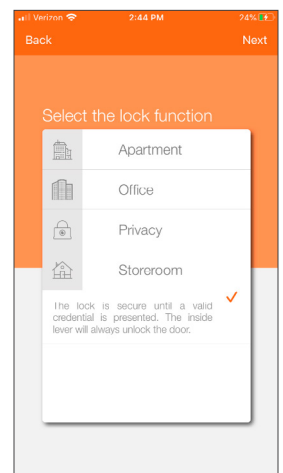 Verizon 2:44 PM 24%
Back Next
Select the lock function
Apartment
Office
Privacy
Storeroom
The lock is secure until a valid
credential is presented. The inside
lever will always unlock the door.